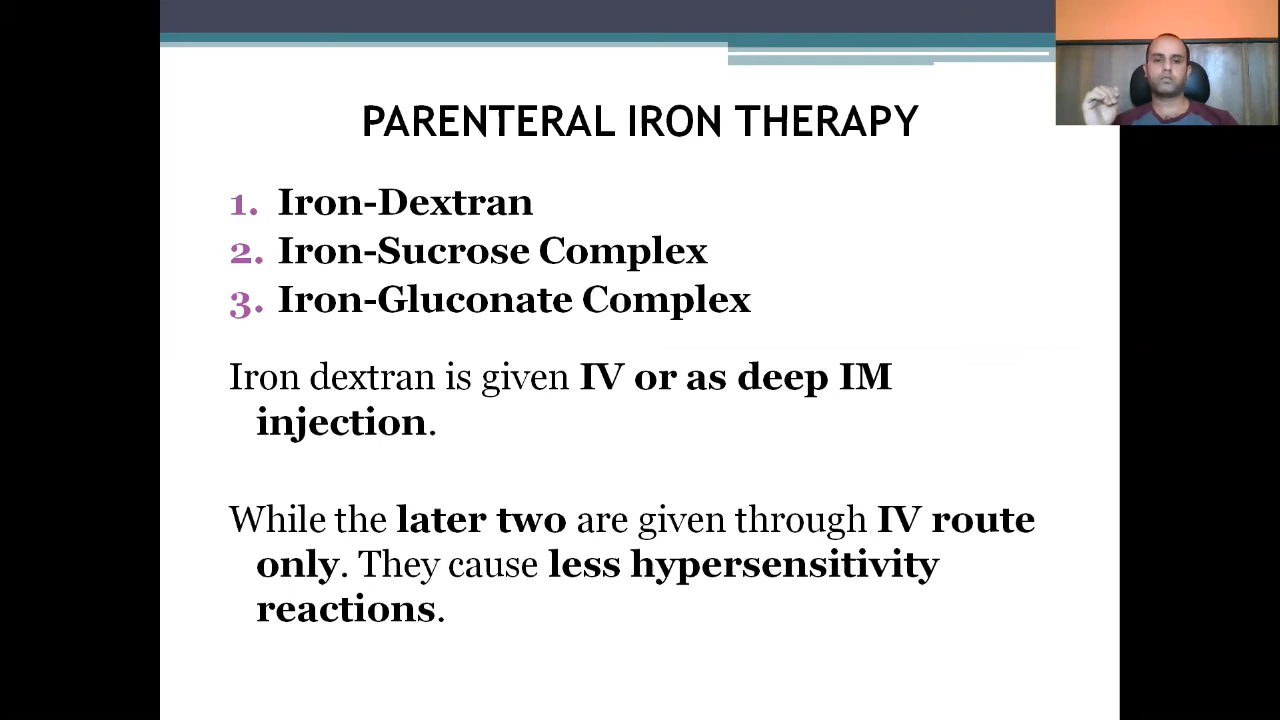 PARENTERAL IRON THERAPY
1. Iron-Dextran
2. Iron-Sucrose Complex
3. Iron-Gluconate Complex
Iron dextran is given IV or as deep IM
injection.
While the later two are given through IV route
only. They cause less hypersensitivity
reactions.